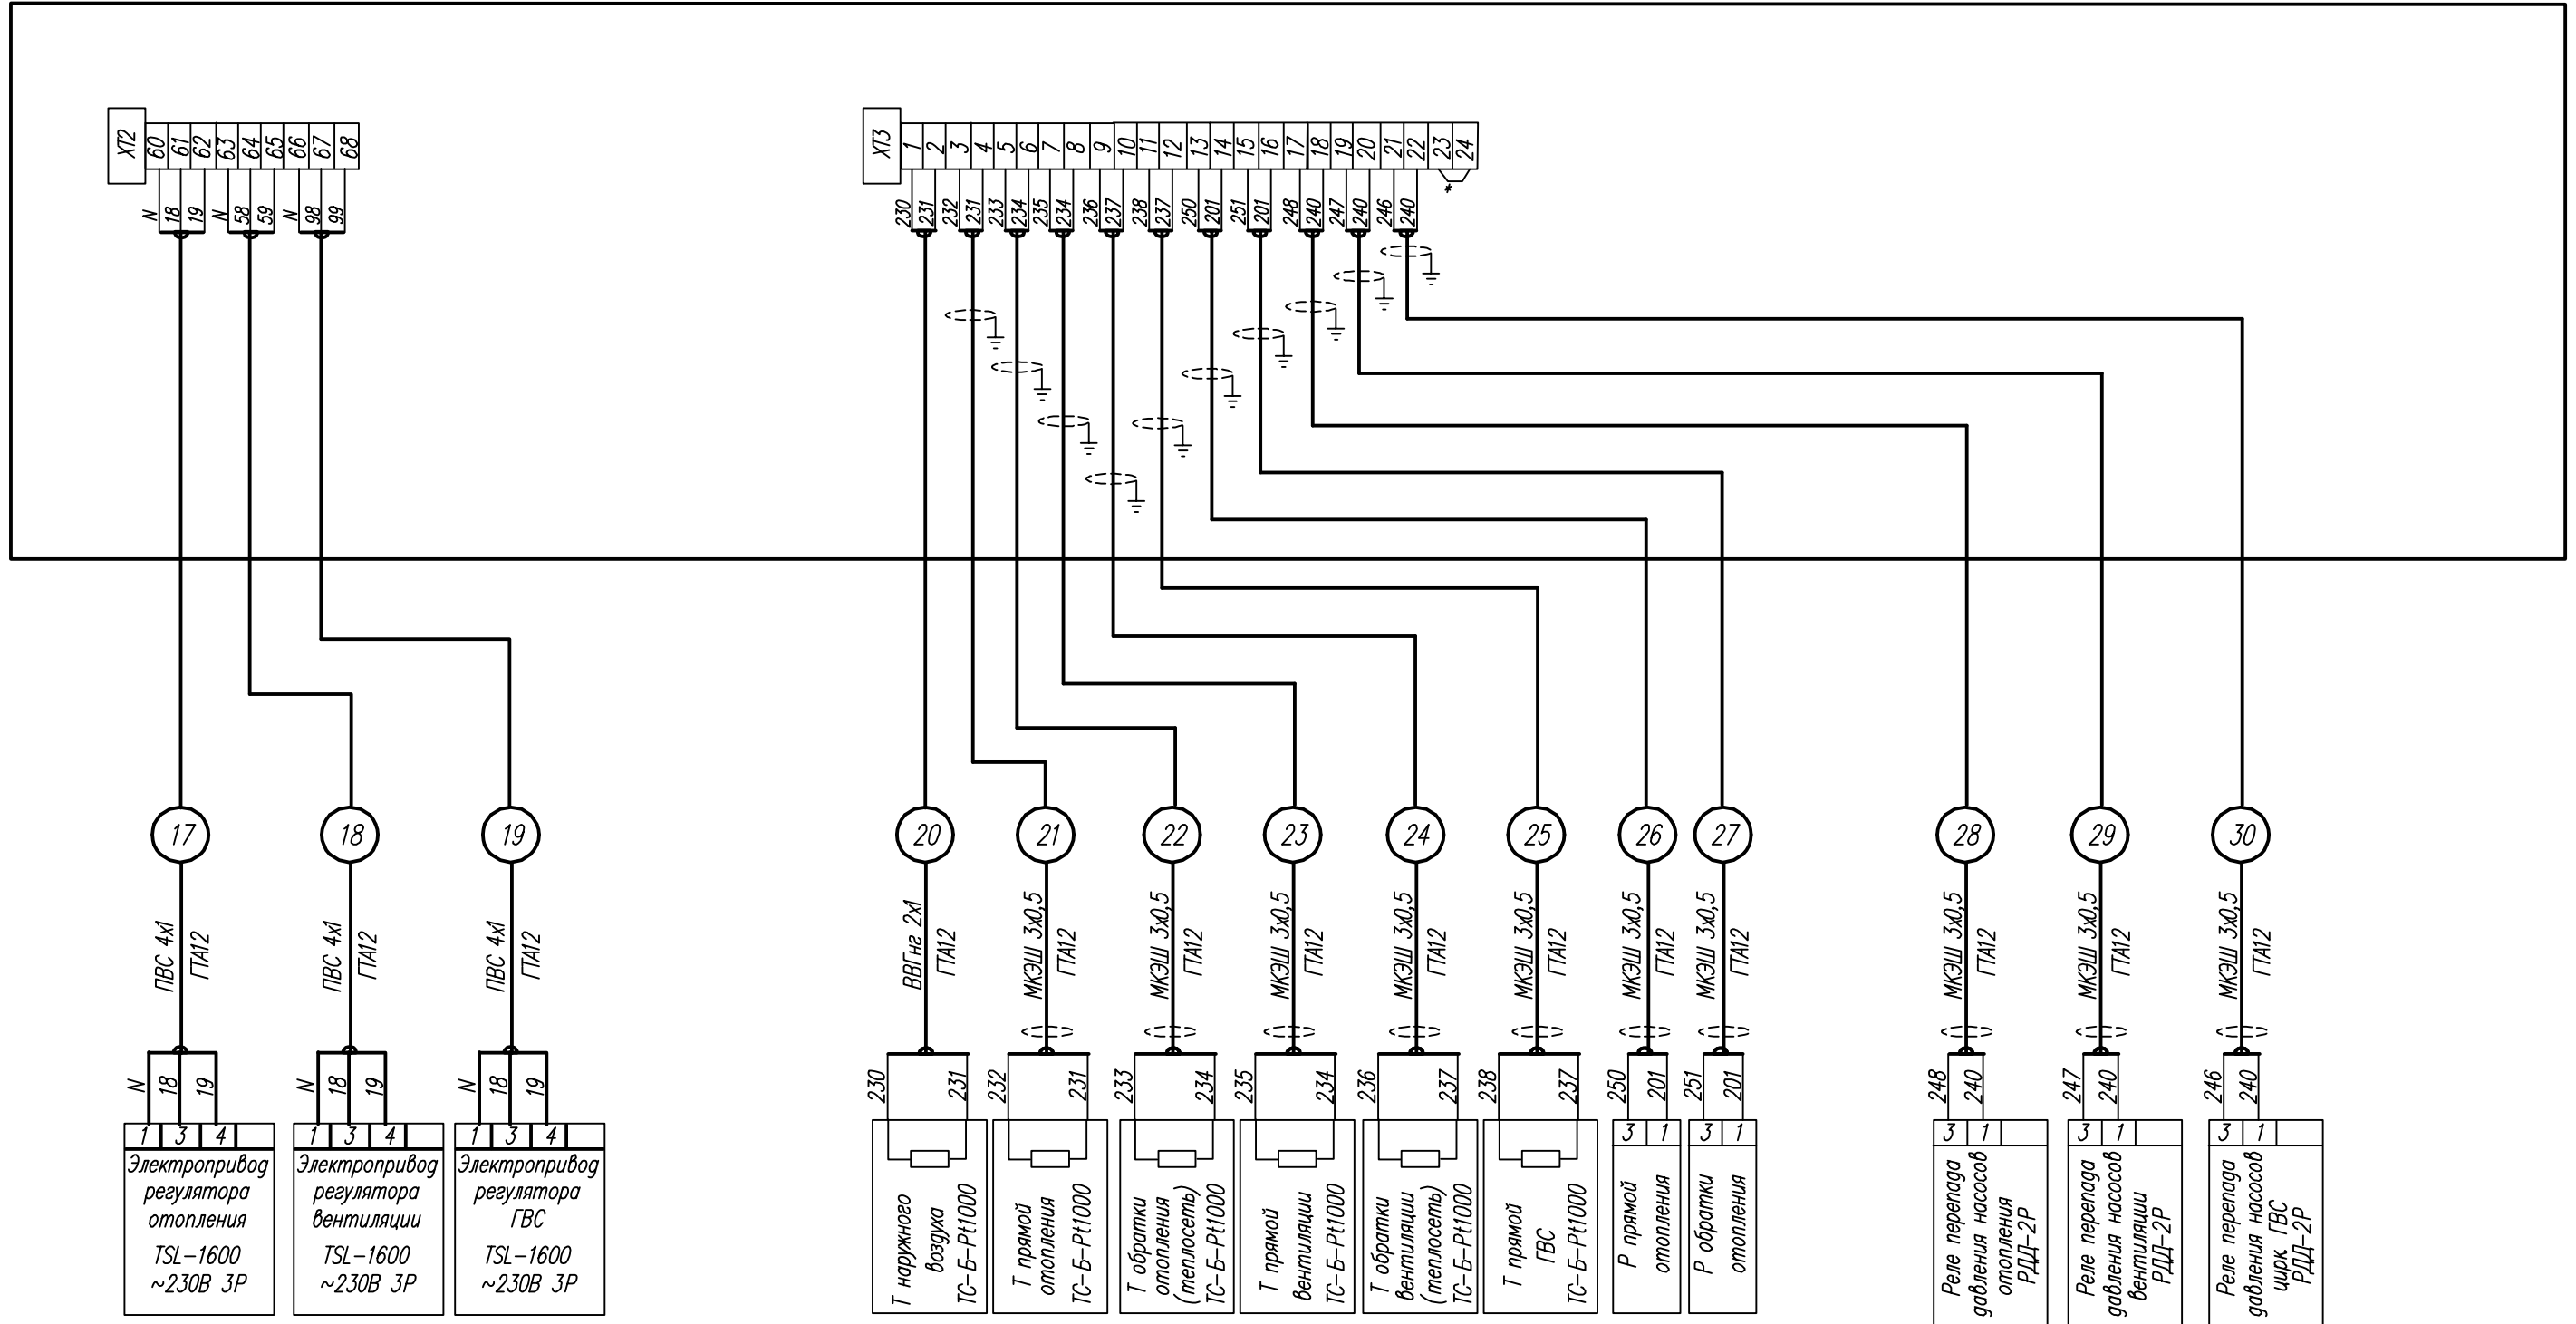 ХТ2 60 61 62 63 64 65 66 67 68
ХТ3 1 2 3 4 5 6 7 8 9 10 11 12 13 14 15 16 17 18 19 20 21 22 23 24
N 18 19 N 58 59 N 98 99
230 231 232 231 233 234 235 234 236 237 238 237 250 201 251 201 248 240 247 240 246 240
*
17 18 19 20 21 22 23 24 25 26 27 28 29 30
ПВС 4х1
ГТА12
ПВС 4х1
ГТА12
ПВС 4х1
ГТА12
ВВГнг 2х1
ГТА12
МКЭШ 3х0,5
ГТА12
МКЭШ 3х0,5
ГТА12
МКЭШ 3х0,5
ГТА12
МКЭШ 3х0,5
ГТА12
МКЭШ 3х0,5
ГТА12
МКЭШ 3х0,5
ГТА12
МКЭШ 3х0,5
ГТА12
МКЭШ 3х0,5
ГТА12
МКЭШ 3х0,5
ГТА12
МКЭШ 3х0,5
ГТА12
N 18 19
1 3 4
Электропривод
регулятора
отопления
TSL-1600
~230В 3Р
N 18 19
1 3 4
Электропривод
регулятора
вентиляции
TSL-1600
~230В 3Р
N 18 19
1 3 4
Электропривод
регулятора
ГВС
TSL-1600
~230В 3Р
230 231
Т наружного
воздуха
ТС-Б-Pt1000
232 231
Т прямой
отопления
ТС-Б-Pt1000
233 234
Т обратки
отопления
(теплосеть)
ТС-Б-Pt1000
235 234
Т прямой
вентиляции
ТС-Б-Pt1000
236 237
Т обратки
вентиляции
(теплосеть)
ТС-Б-Pt1000
238 237
Т прямой
ГВС
ТС-Б-Pt1000
250 201
3 1
Р прямой
отопления
251 201
3 1
Р обратки
отопления
248 240
3 1
Реле перепада
давления насосов
отопления
РДД-2Р
247 240
3 1
Реле перепада
давления насосов
вентиляции
РДД-2Р
246 240
3 1
Реле перепада
давления насосов
цирк. ГВС
РДД-2Р